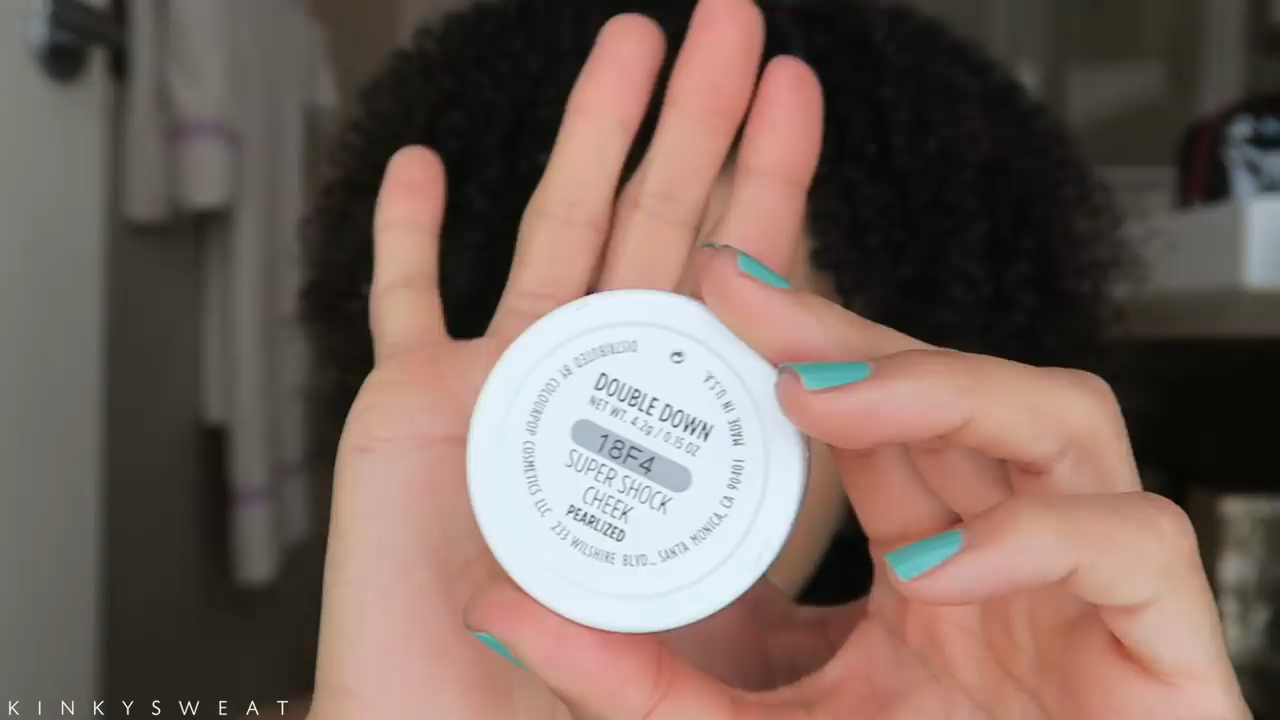 DOUBLE DOWN
NET WT. 4.2g / 0.15 OZ
18F4
SUPER SHOCK
CHEEK
PEARLIZED
DISTRIBUTED BY COLOURPOP COSMETICS LLC 233 WILSHIRE BLVD., SANTA MONICA, CA 90401 MADE IN U.S.A.
KINKYSWEAT